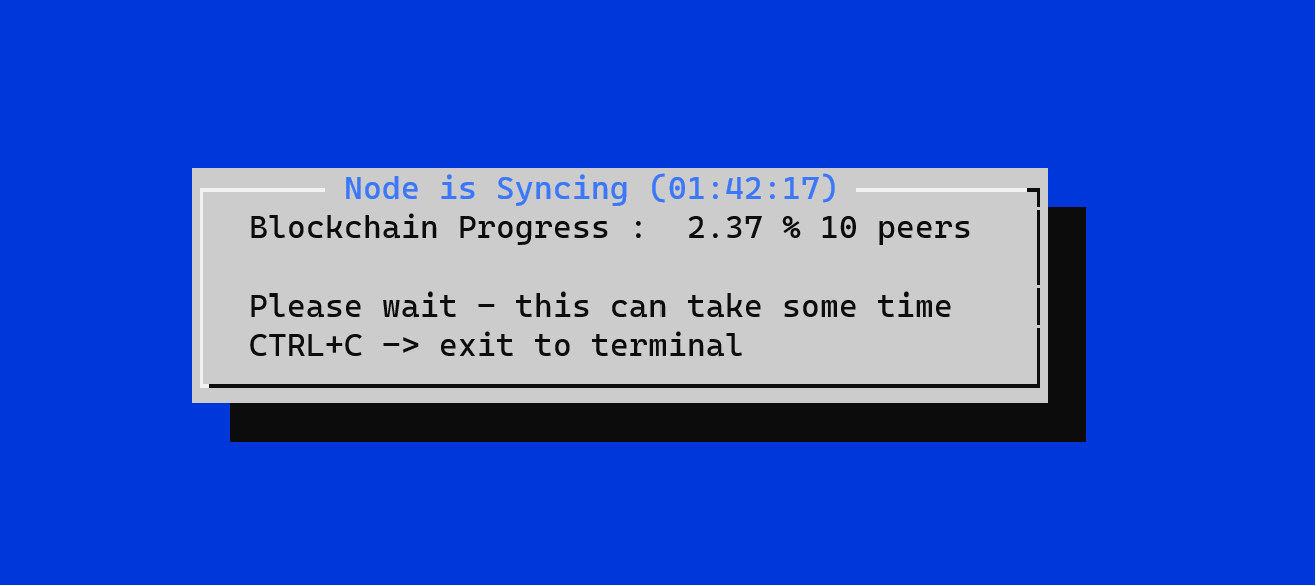 Node is Syncing (01:42:17)
Blockchain Progress :  2.37 % 10 peers
Please wait – this can take some time
CTRL+C –> exit to terminal